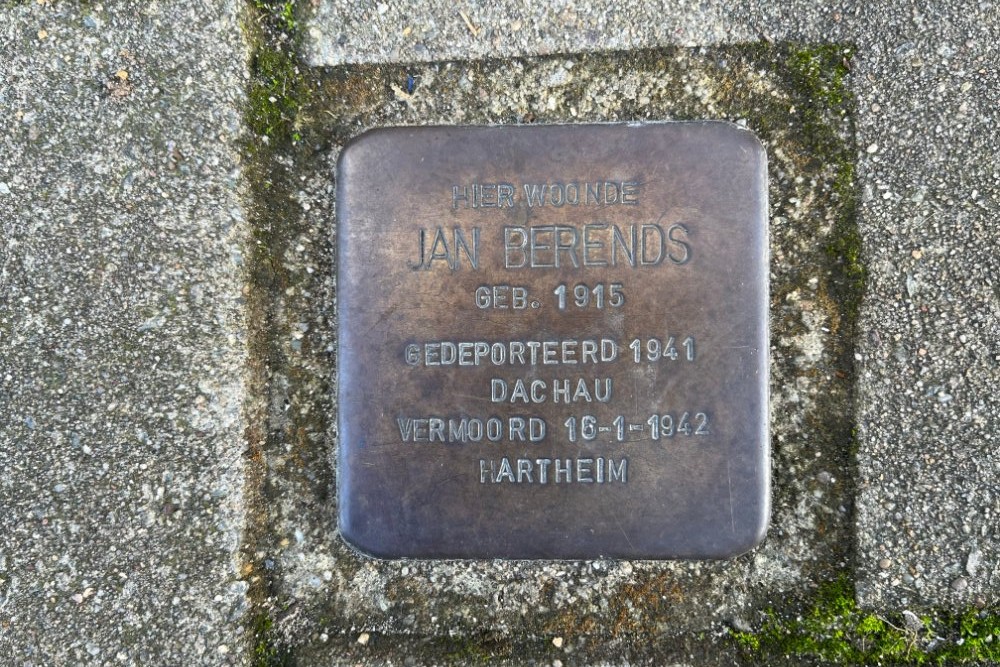 HIER WOONDE
JAN BERENDS
GEB. 1915
GEDEPORTEERD 1941
DACHAU
VERMOORD 16-1-1942
HARTHEIM